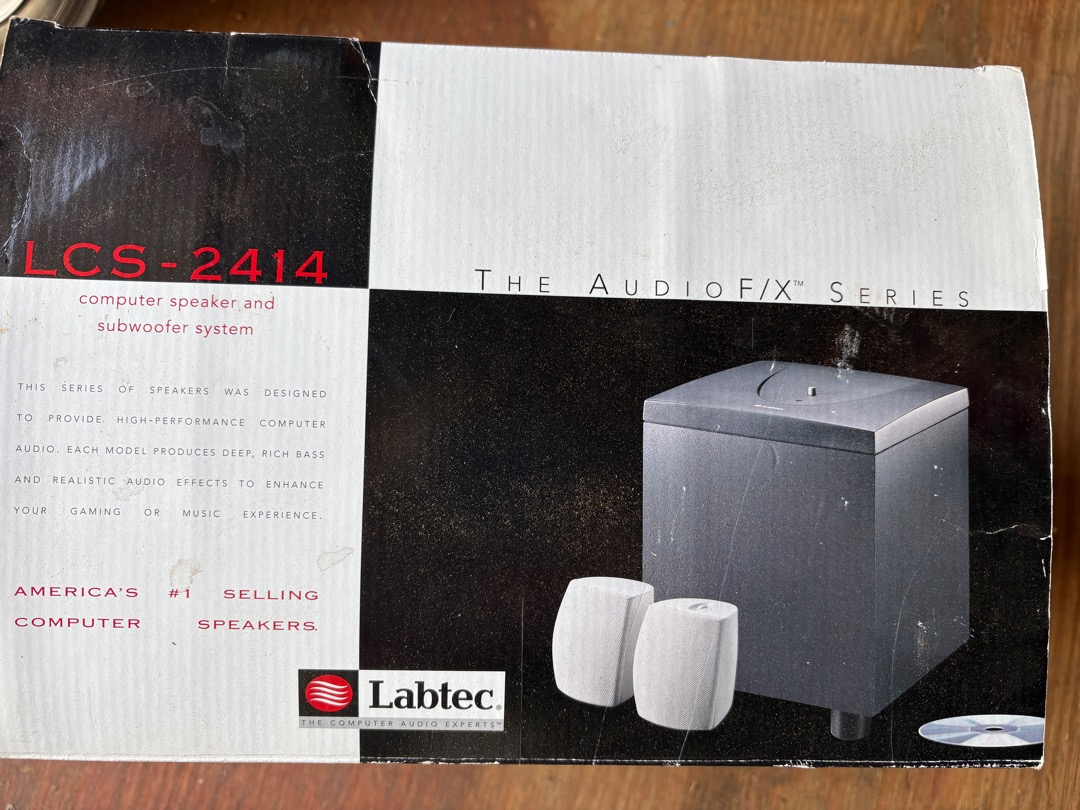 LCS-2414
computer speaker and
subwoofer system
THIS SERIES OF SPEAKERS WAS DESIGNED
TO PROVIDE HIGH-PERFORMANCE COMPUTER
AUDIO. EACH MODEL PRODUCES DEEP, RICH BASS
AND REALISTIC AUDIO EFFECTS TO ENHANCE
YOUR GAMING OR MUSIC EXPERIENCE.
AMERICA'S #1 SELLING
COMPUTER SPEAKERS.
THE AUDIOF/X™ SERIES
Labtec®
THE COMPUTER AUDIO EXPERTS™